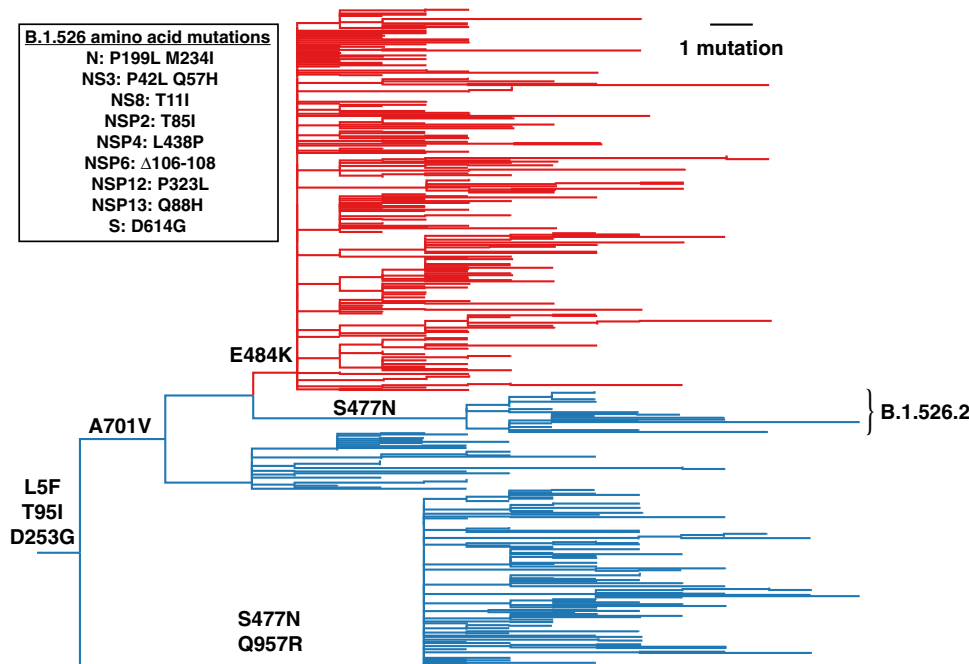 B.1.526 amino acid mutations
N: P199L M234I
NS3: P42L Q57H
NS8: T11I
NSP2: T85I
NSP4: L438P
NSP6: Δ106-108
NSP12: P323L
NSP13: Q88H
S: D614G
1 mutation
E484K
S477N
B.1.526.2
A701V
L5F
T95I
D253G
S477N
Q957R